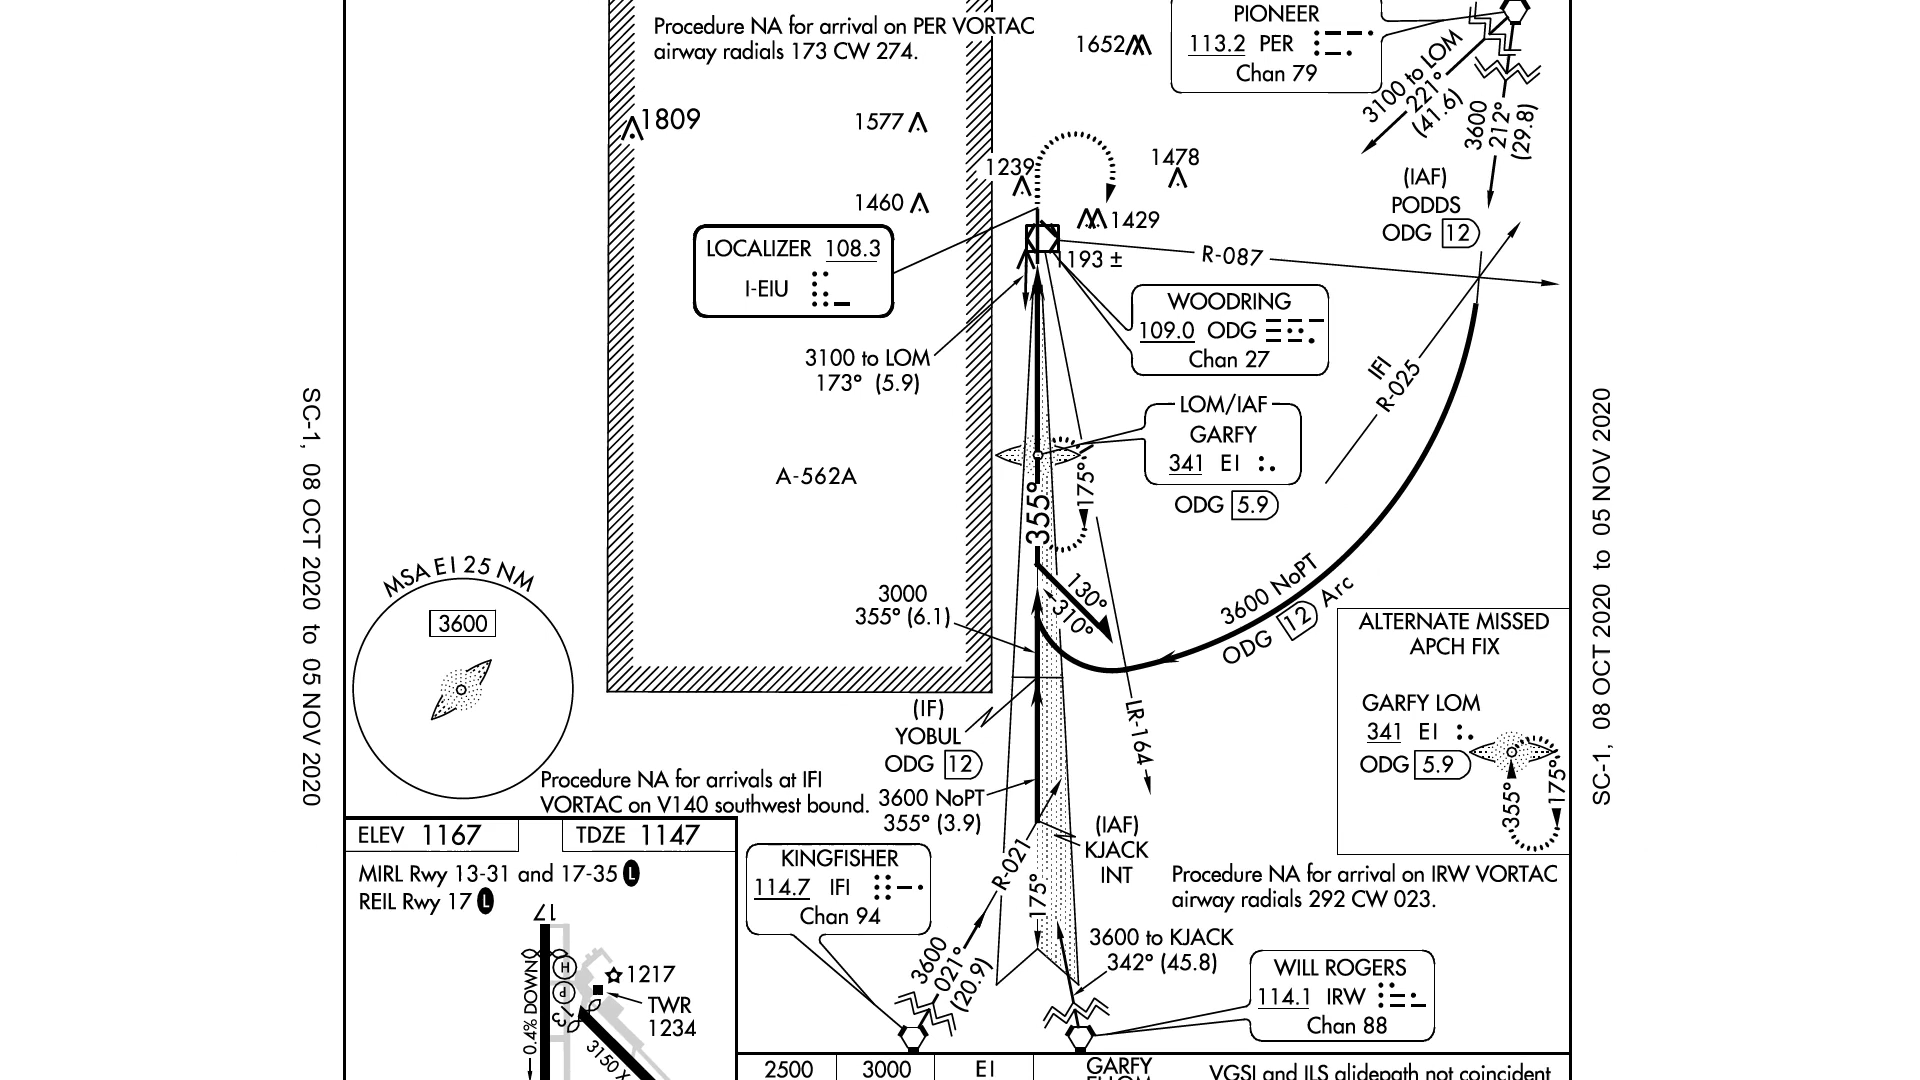 Procedure NA for arrival on PER VORTAC
airway radials 173 CW 274.
1652
PIONEER
113.2 PER
Chan 79
3100 to LOM
221°
(41.6)
3600
212°
(29.8)
1809
1577
1239
1478
1460
1429
(IAF)
PODDS
ODG 12
LOCALIZER 108.3
I-EIU
1193 ±
R-087
WOODRING
109.0 ODG
Chan 27
3100 to LOM
173° (5.9)
IFI
R-025
LOM/IAF
GARFY
341 EI
ODG 5.9
A-562A
355°
175°
SC-1, 08 OCT 2020 to 05 NOV 2020
SC-1, 08 OCT 2020 to 05 NOV 2020
MSA EI 25 NM
3600
3000
355° (6.1)
130°
310°
3600 NoPT
ODG 12 Arc
ALTERNATE MISSED
APCH FIX
GARFY LOM
341 EI
ODG 5.9
355°
175°
LR-164
(IF)
YOBUL
ODG 12
3600 NoPT
355° (3.9)
Procedure NA for arrivals at IFI
VORTAC on V140 southwest bound.
(IAF)
KJACK
INT
R-021
175°
ELEV 1167
TDZE 1147
MIRL Rwy 13-31 and 17-35 L
REIL Rwy 17 L
KINGFISHER
114.7 IFI
Chan 94
3600
021°
(20.9)
Procedure NA for arrival on IRW VORTAC
airway radials 292 CW 023.
3600 to KJACK
342° (45.8)
WILL ROGERS
114.1 IRW
Chan 88
17
0.4% DOWN
H
P
13
1217
TWR
1234
3150 X
2500
3000
EI
GARFY
EI LOM
VGSI and ILS glidepath not coincident